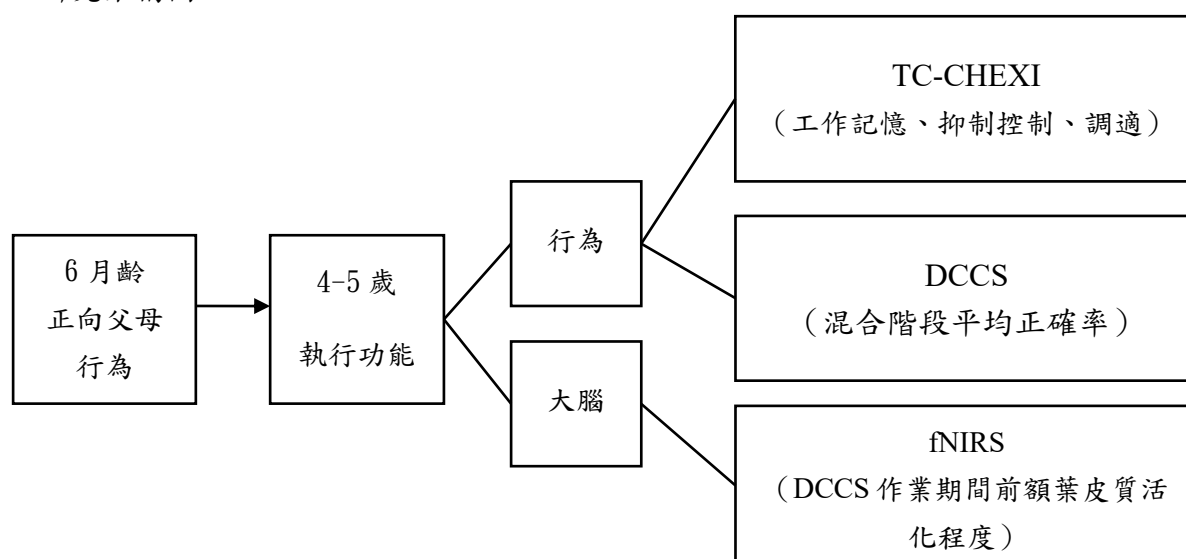 6 月齡
正向父母
行為
4-5 歲
執行功能
行為
大腦
TC-CHEXI
（工作記憶、抑制控制、調適）
DCCS
（混合階段平均正確率）
fNIRS
（DCCS 作業期間前額葉皮質活
化程度）